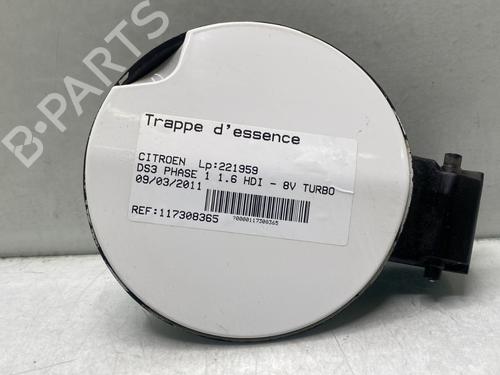 B-PARTS
Trappe d'essence
CITROEN Lp:221959
DS3 PHASE 1 1.6 HDI - 8V TURBO
09/03/2011
REF:117308365
?0000117308365